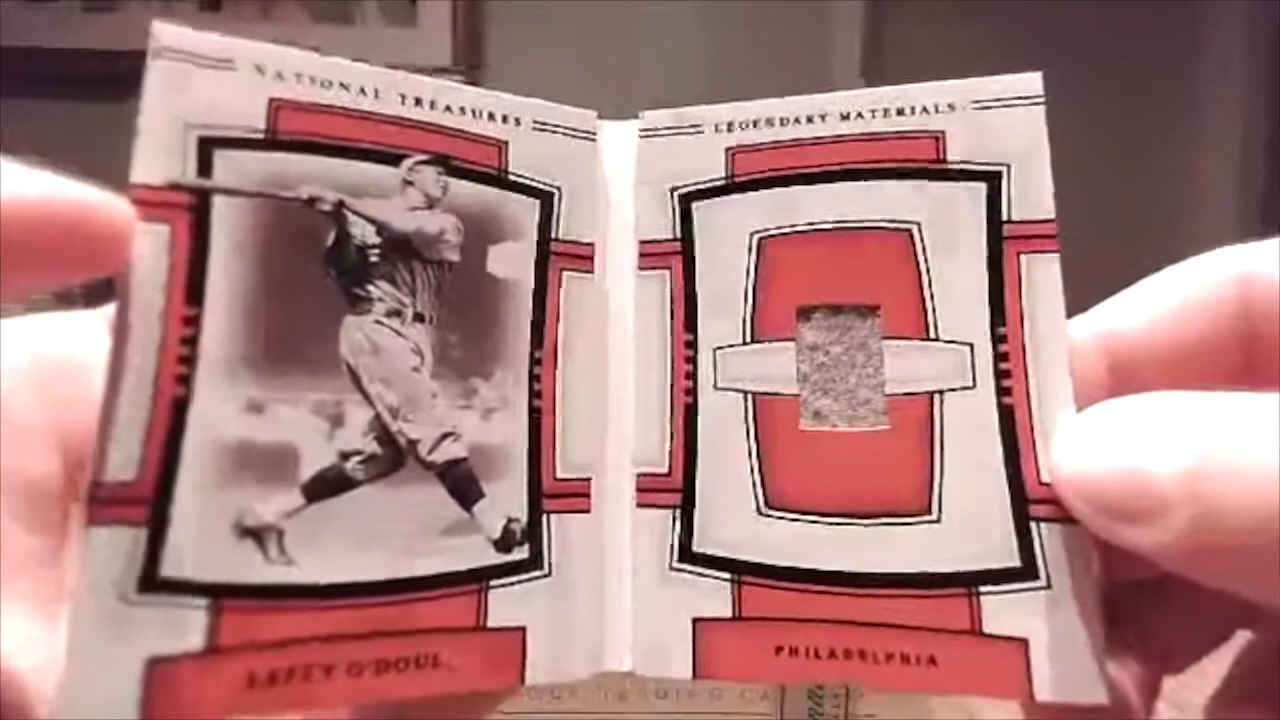 NATIONAL TREASURES
LEGENDARY MATERIALS
LEFTY O'DOUL
PHILADELPHIA